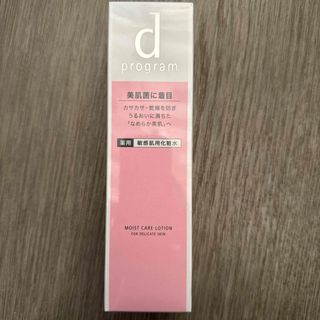 d
program
美肌菌に着目
カサカサ・乾燥を防ぎ
うるおいに満ちた
「なめらか美肌」へ
薬用 敏感肌用化粧水
MOIST CARE LOTION
FOR DELICATE SKIN